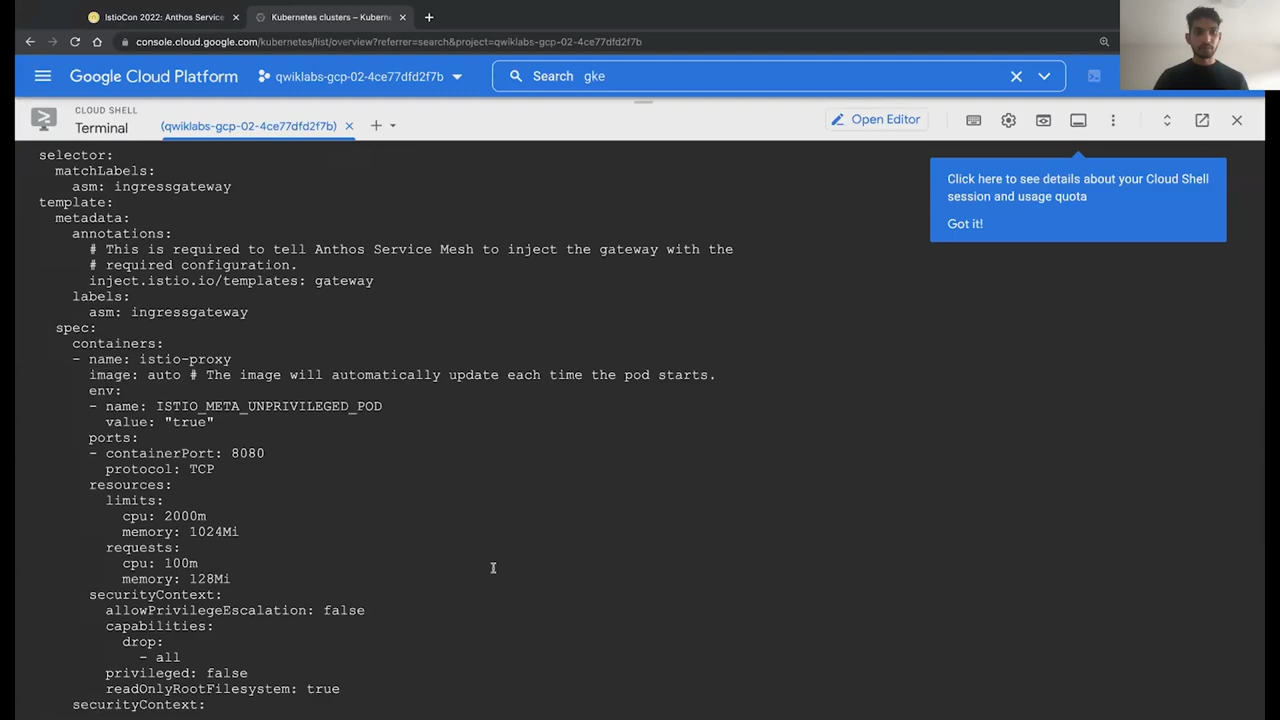 IstioCon 2022: Anthos Service
Kubernetes clusters – Kuberne
console.cloud.google.com/kubernetes/list/overview?referrer=search&project=qwiklabs-gcp-02-4ce77dfd2f7b
Google Cloud Platform
qwiklabs-gcp-02-4ce77dfd2f7b
Search gke
CLOUD SHELL
Terminal
(qwiklabs-gcp-02-4ce77dfd2f7b)
Open Editor
Click here to see details about your Cloud Shell
session and usage quota
Got it!
selector:
matchLabels:
asm: ingressgateway
template:
metadata:
annotations:
# This is required to tell Anthos Service Mesh to inject the gateway with the
# required configuration.
inject.istio.io/templates: gateway
labels:
asm: ingressgateway
spec:
containers:
- name: istio-proxy
image: auto # The image will automatically update each time the pod starts.
env:
- name: ISTIO_META_UNPRIVILEGED_POD
value: "true"
ports:
- containerPort: 8080
protocol: TCP
resources:
limits:
cpu: 2000m
memory: 1024Mi
requests:
cpu: 100m
memory: 128Mi
securityContext:
allowPrivilegeEscalation: false
capabilities:
drop:
- all
privileged: false
readOnlyRootFilesystem: true
securityContext: